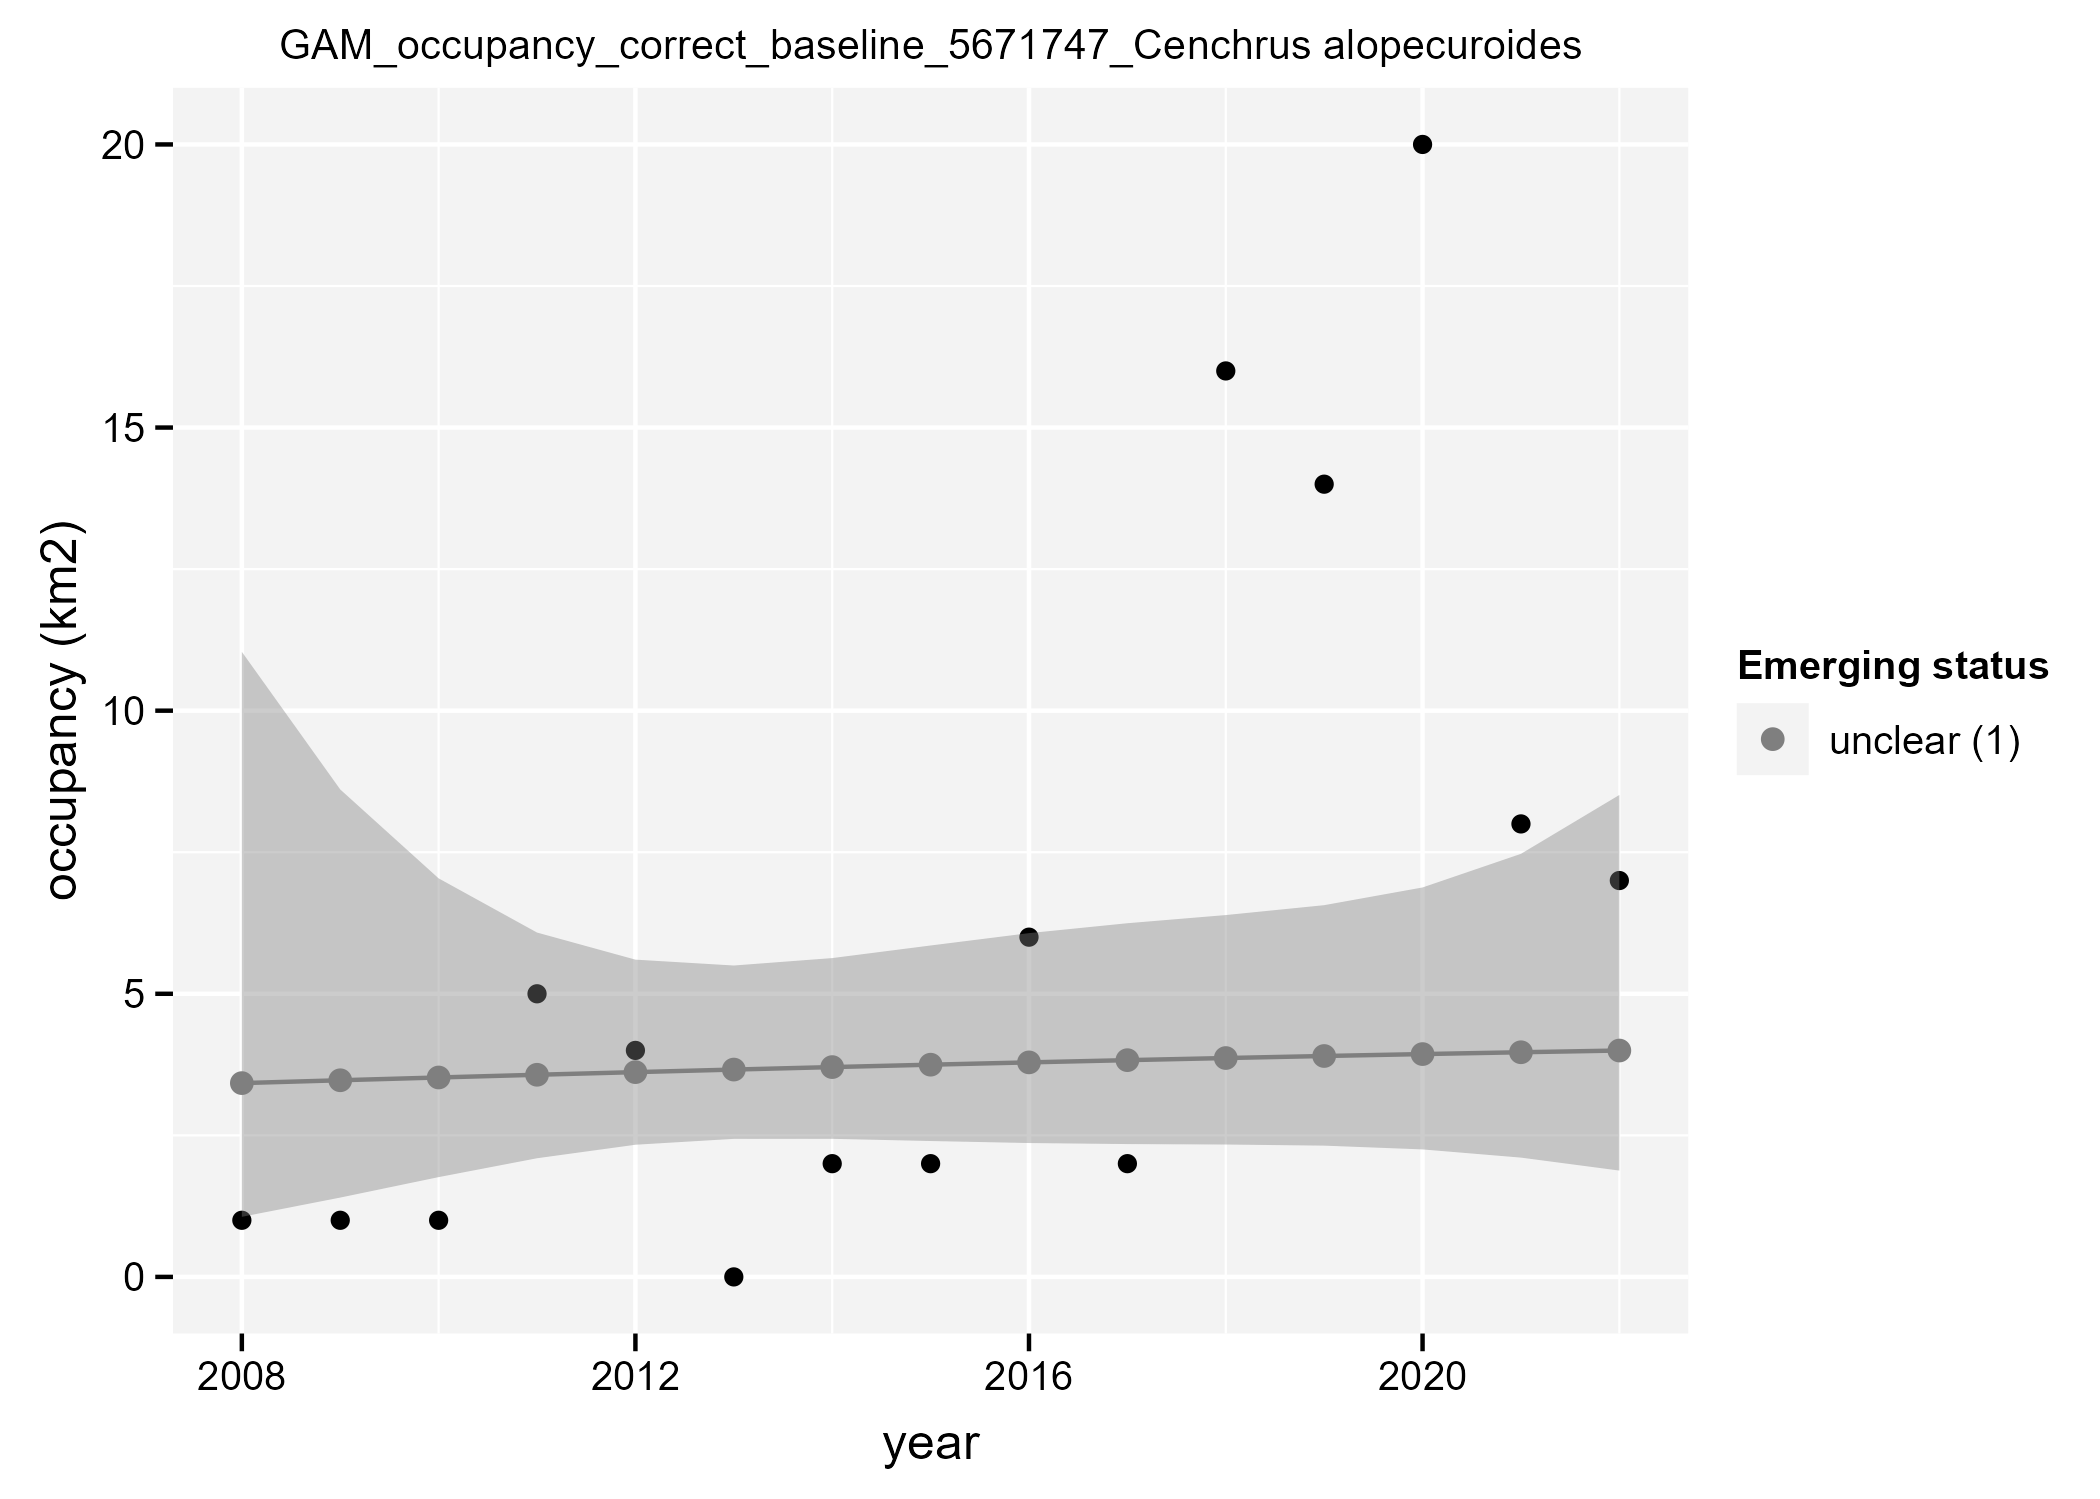 GAM_occupancy_correct_baseline_5671747_Cenchrus alopecuroides
20
15
10
5
0
occupancy (km2)
2008
2012
2016
2020
year
Emerging status
unclear (1)